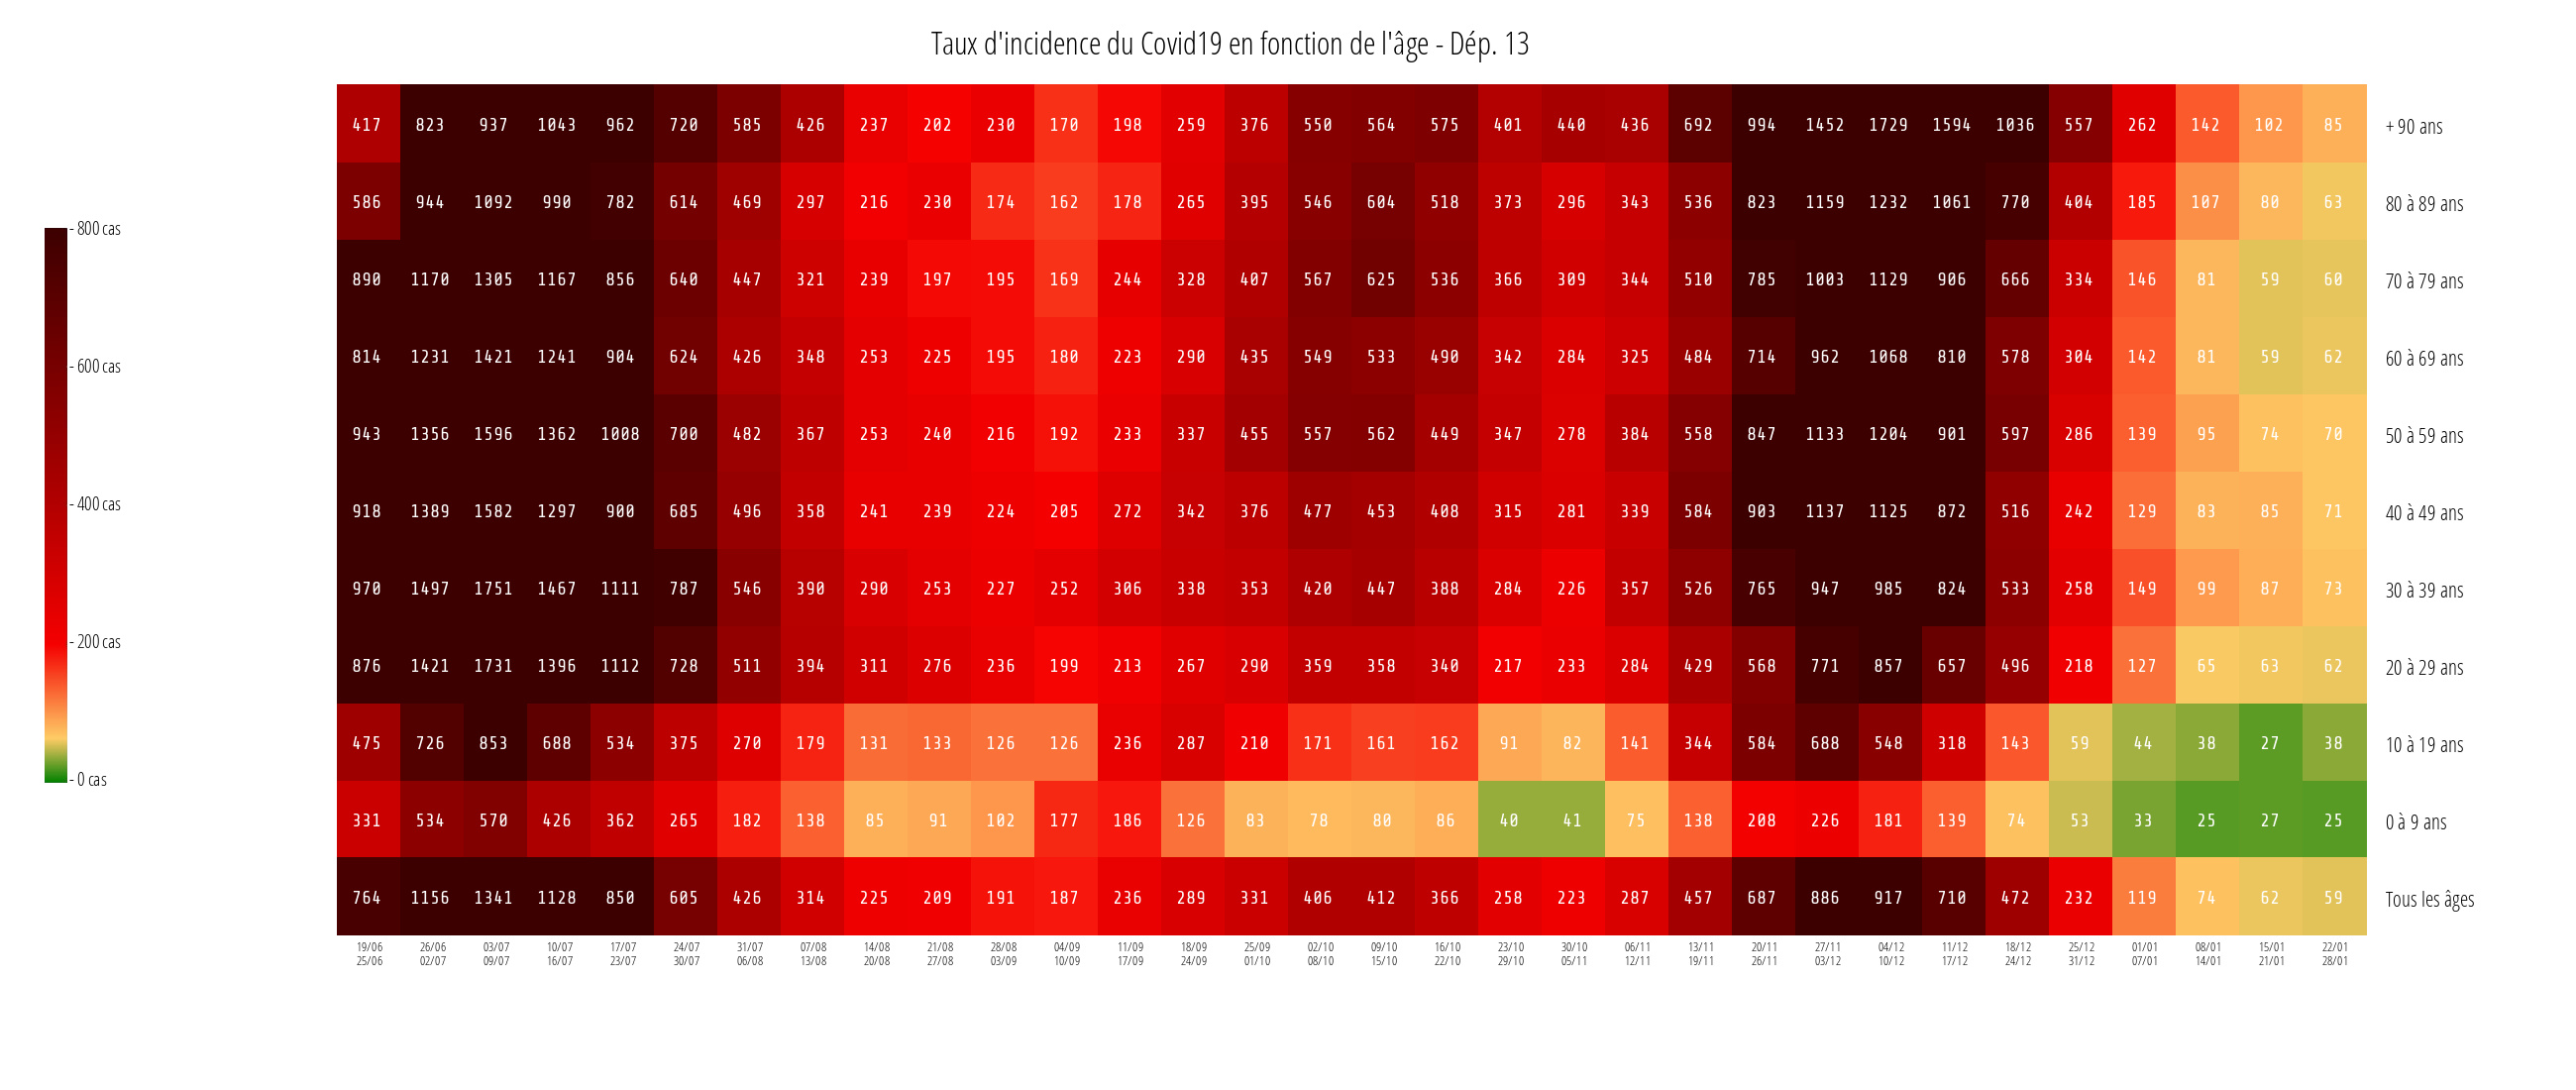 Taux d'incidence du Covid19 en fonction de l'âge - Dép. 13
- 800 cas
- 600 cas
- 400 cas
- 200 cas
- 0 cas
417 823 937 1043 962 720 585 426 237 202 230 170 198 259 376 550 564 575 401 440 436 692 994 1452 1729 1594 1036 557 262 142 102 85 + 90 ans
586 944 1092 990 782 614 469 297 216 230 174 162 178 265 395 546 604 518 373 296 343 536 823 1159 1232 1061 770 404 185 107 80 63 80 à 89 ans
890 1170 1305 1167 856 640 447 321 239 197 195 169 244 328 407 567 625 536 366 309 344 510 785 1003 1129 906 666 334 146 81 59 60 70 à 79 ans
814 1231 1421 1241 904 624 426 348 253 225 195 180 223 290 435 549 533 490 342 284 325 484 714 962 1068 810 578 304 142 81 59 62 60 à 69 ans
943 1356 1596 1362 1008 700 482 367 253 240 216 192 233 337 455 557 562 449 347 278 384 558 847 1133 1204 901 597 286 139 95 74 70 50 à 59 ans
918 1389 1582 1297 900 685 496 358 241 239 224 205 272 342 376 477 453 408 315 281 339 584 903 1137 1125 872 516 242 129 83 85 71 40 à 49 ans
970 1497 1751 1467 1111 787 546 390 290 253 227 252 306 338 353 420 447 388 284 226 357 526 765 947 985 824 533 258 149 99 87 73 30 à 39 ans
876 1421 1731 1396 1112 728 511 394 311 276 236 199 213 267 290 359 358 340 217 233 284 429 568 771 857 657 496 218 127 65 63 62 20 à 29 ans
475 726 853 688 534 375 270 179 131 133 126 126 236 287 210 171 161 162 91 82 141 344 584 688 548 318 143 59 44 38 27 38 10 à 19 ans
331 534 570 426 362 265 182 138 85 91 102 177 186 126 83 78 80 86 40 41 75 138 208 226 181 139 74 53 33 25 27 25 0 à 9 ans
764 1156 1341 1128 850 605 426 314 225 209 191 187 236 289 331 406 412 366 258 223 287 457 687 886 917 710 472 232 119 74 62 59 Tous les âges
19/06 26/06 03/07 10/07 17/07 24/07 31/07 07/08 14/08 21/08 28/08 04/09 11/09 18/09 25/09 02/10 09/10 16/10 23/10 30/10 06/11 13/11 20/11 27/11 04/12 11/12 18/12 25/12 01/01 08/01 15/01 22/01
25/06 02/07 09/07 16/07 23/07 30/07 06/08 13/08 20/08 27/08 03/09 10/09 17/09 24/09 01/10 08/10 15/10 22/10 29/10 05/11 12/11 19/11 26/11 03/12 10/12 17/12 24/12 31/12 07/01 14/01 21/01 28/01